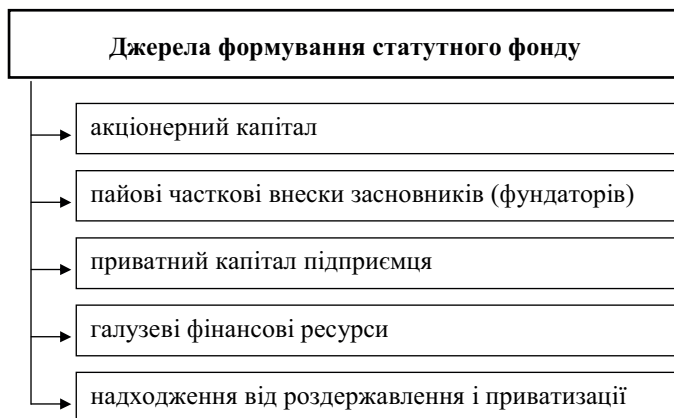 Джерела формування статутного фонду
акціонерний капітал
пайові часткові внески засновників (фундаторів)
приватний капітал підприємця
галузеві фінансові ресурси
надходження від роздержавлення і приватизації